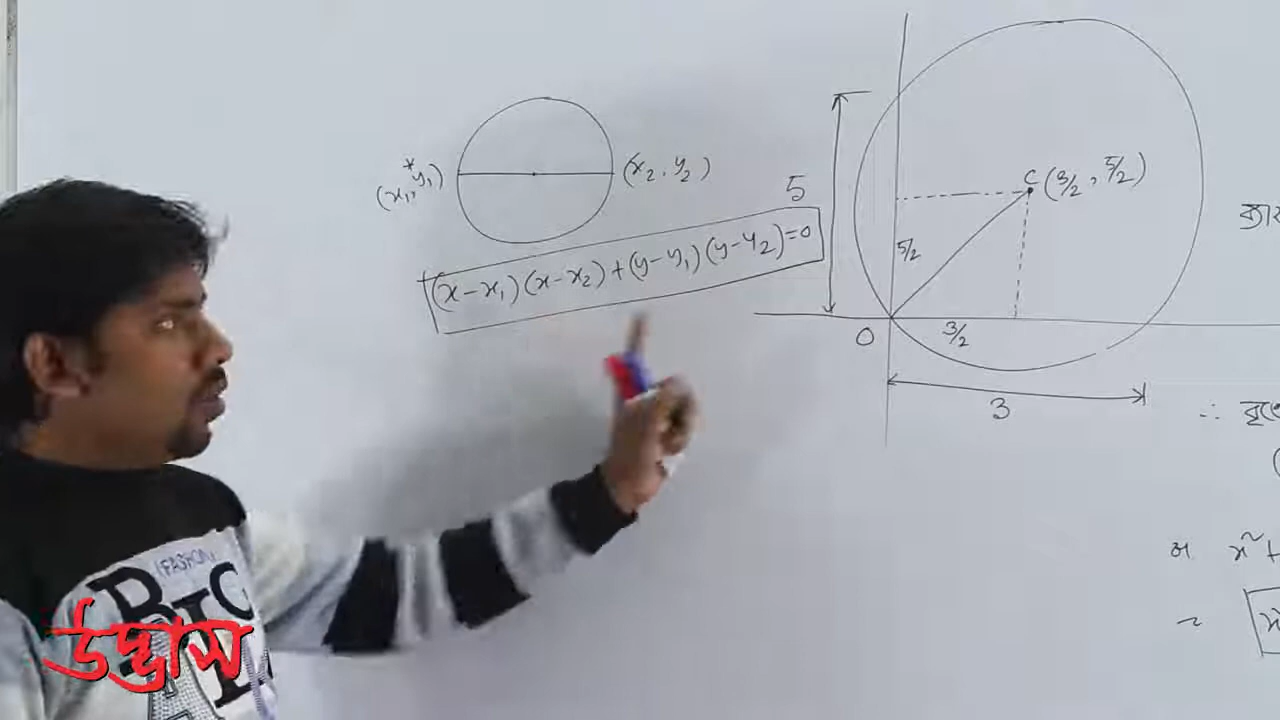 (x₁, y₁)
*
(x₂, y₂)
(x-x₁)(x-x₂)+(y-y₁)(y-y₂)=0
5
C (3/2, 5/2)
5/2
O
3/2
3
∴
FASHION
উদ্ভাস